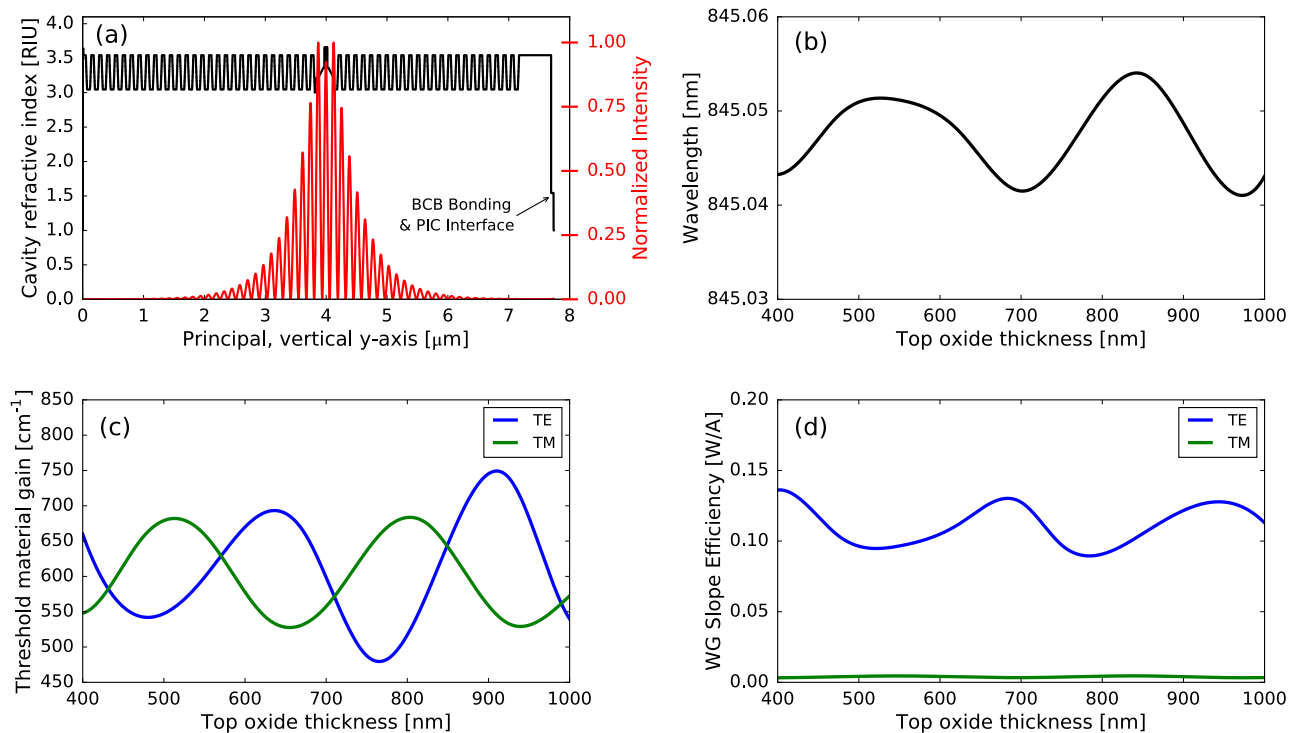 (a)
Cavity refractive index [RIU]
4.0
3.5
3.0
2.5
2.0
1.5
1.0
0.5
0.0
0 1 2 3 4 5 6 7 8
Principal, vertical y-axis [μm]
1.00
0.75
0.50
0.25
0.00
Normalized Intensity
BCB Bonding
& PIC Interface
(b)
Wavelength [nm]
845.06
845.05
845.04
845.03
400 500 600 700 800 900 1000
Top oxide thickness [nm]
(c)
Threshold material gain [cm⁻¹]
850
800
750
700
650
600
550
500
450
400 500 600 700 800 900 1000
Top oxide thickness [nm]
TE
TM
(d)
WG Slope Efficiency [W/A]
0.20
0.15
0.10
0.05
0.00
400 500 600 700 800 900 1000
Top oxide thickness [nm]
TE
TM